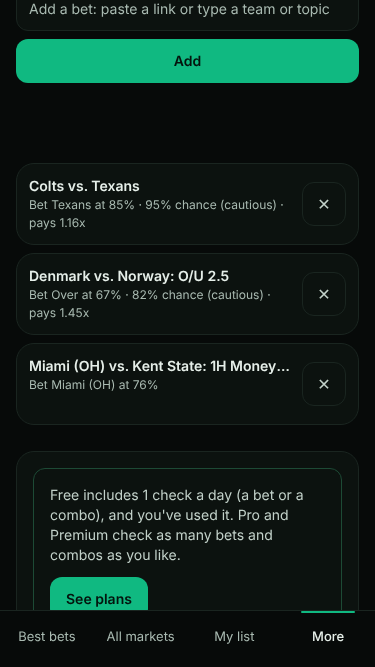 Add a bet: paste a link or type a team or topic
Add
Colts vs. Texans
Bet Texans at 85% · 95% chance (cautious) ·
pays 1.16x
✕
Denmark vs. Norway: O/U 2.5
Bet Over at 67% · 82% chance (cautious) ·
pays 1.45x
✕
Miami (OH) vs. Kent State: 1H Money...
Bet Miami (OH) at 76%
✕
Free includes 1 check a day (a bet or a
combo), and you've used it. Pro and
Premium check as many bets and
combos as you like.
See plans
Best bets
All markets
My list
More